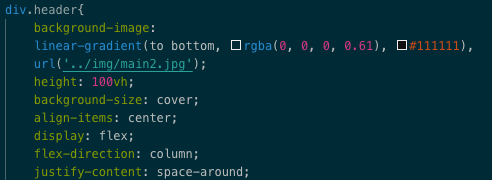 div.header{
background-image:
linear-gradient(to bottom, rgba(0, 0, 0, 0.61), #111111),
url('../img/main2.jpg');
height: 100vh;
background-size: cover;
align-items: center;
display: flex;
flex-direction: column;
justify-content: space-around;